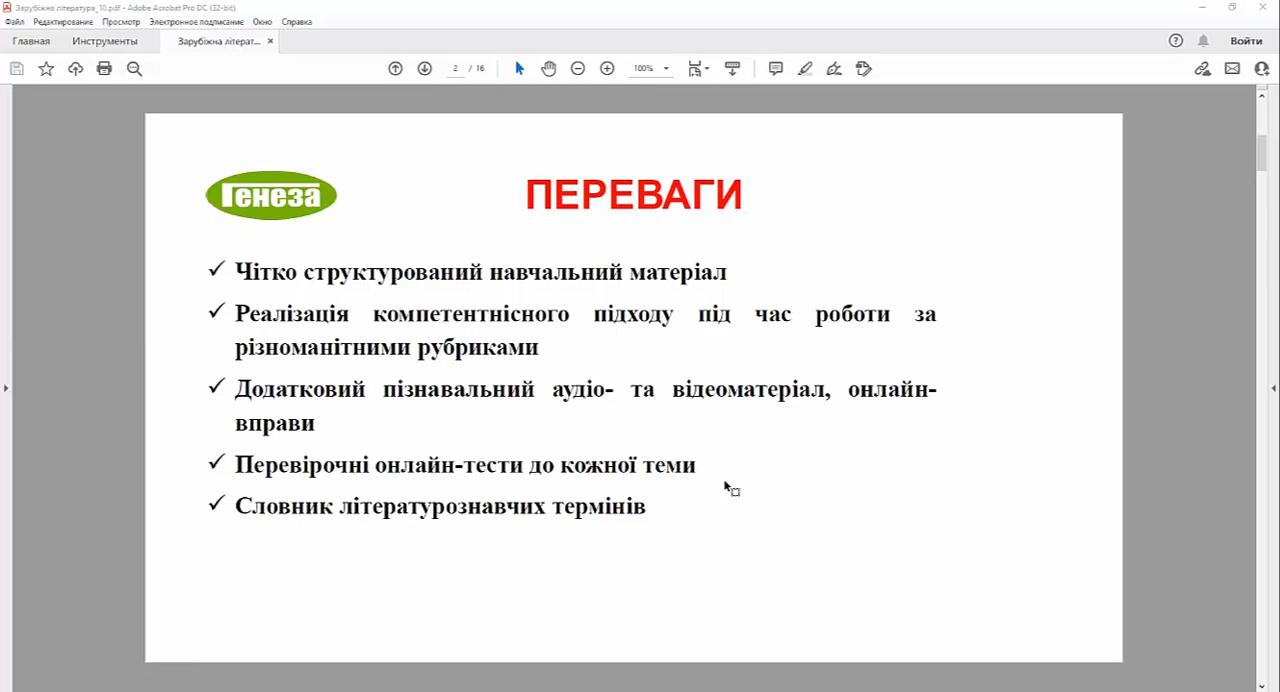 Зарубіжна література_10.pdf - Adobe Acrobat Pro DC (32-bit)
Файл Редактирование Просмотр Электронное подписание Окно Справка
Главная Инструменты Зарубіжна літерат... × Войти
2 / 16 100%
Генеза
ПЕРЕВАГИ
✓ Чітко структурований навчальний матеріал
✓ Реалізація компетентнісного підходу під час роботи за
різноманітними рубриками
✓ Додатковий пізнавальний аудіо- та відеоматеріал, онлайн-
вправи
✓ Перевірочні онлайн-тести до кожної теми
✓ Словник літературознавчих термінів